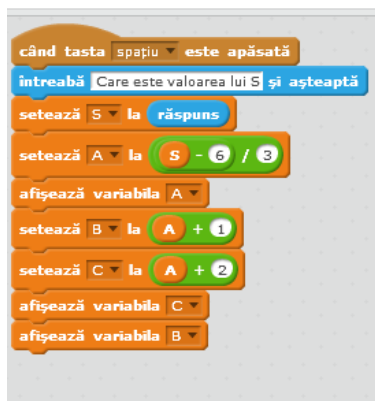 când tasta spațiu este apăsată
întreabă Care este valoarea lui S și așteaptă
setează S la răspuns
setează A la S - 6 / 3
afișează variabila A
setează B la A + 1
setează C la A + 2
afișează variabila C
afișează variabila B